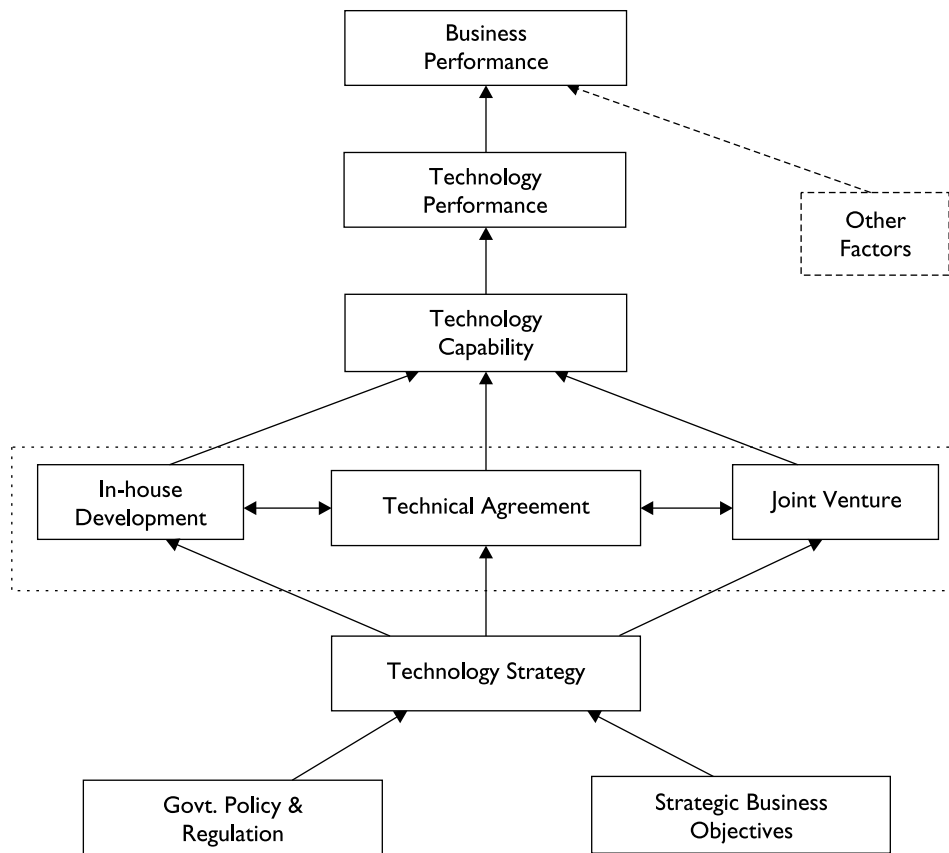 Business
Performance
Technology
Performance
Other
Factors
Technology
Capability
In-house
Development
Technical Agreement
Joint Venture
Technology Strategy
Govt. Policy &
Regulation
Strategic Business
Objectives